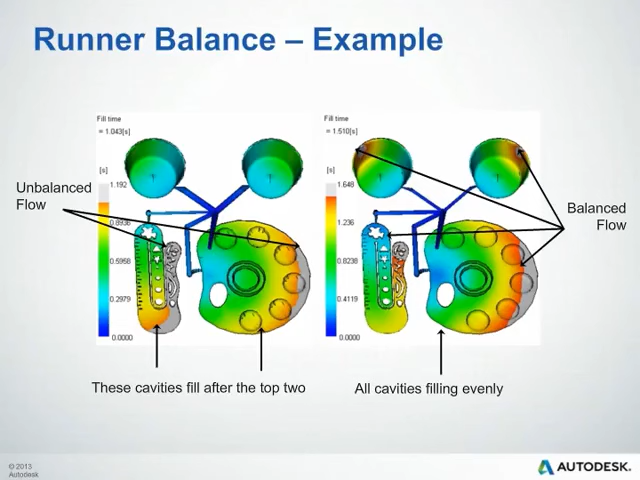 Runner Balance – Example
Fill time
= 1.043[s]
[s]
1.192
0.8938
0.5958
0.2979
0.0000
Fill time
= 1.510[s]
[s]
1.648
1.236
0.8238
0.4119
0.0000
Unbalanced
Flow
Balanced
Flow
These cavities fill after the top two
All cavities filling evenly
© 2013
Autodesk
AUTODESK.